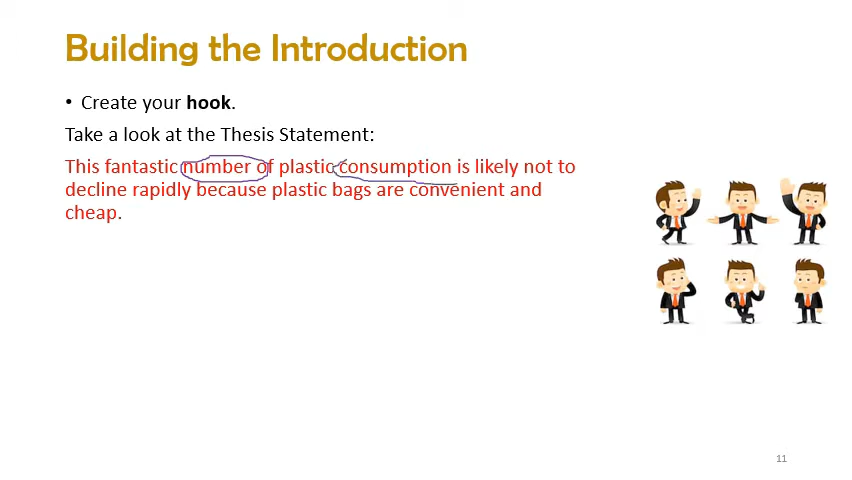 Building the Introduction
• Create your hook.
Take a look at the Thesis Statement:
This fantastic number of plastic consumption is likely not to
decline rapidly because plastic bags are convenient and
cheap.
11